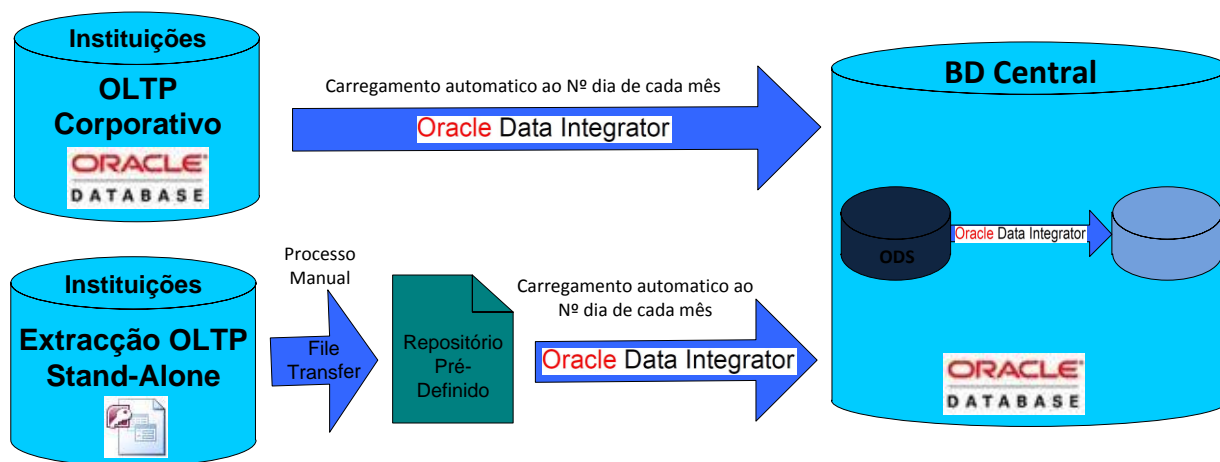 Instituições
OLTP
Corporativo
ORACLE
DATABASE
Carregamento automatico ao Nº dia de cada mês
Oracle Data Integrator
BD Central
ODS
Oracle Data Integrator
ORACLE
DATABASE
Instituições
Extracção OLTP
Stand-Alone
Processo
Manual
File
Transfer
Repositório
Pré-
Definido
Carregamento automatico ao
Nº dia de cada mês
Oracle Data Integrator